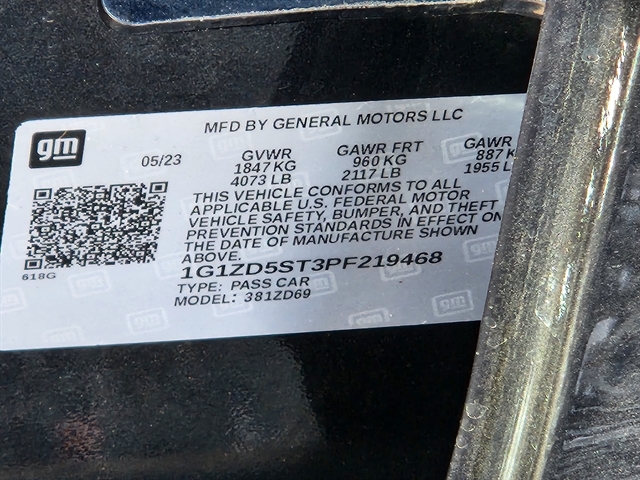 gm
MFD BY GENERAL MOTORS LLC
05/23 GVWR GAWR FRT GAWR
1847 KG 960 KG 887 K
4073 LB 2117 LB 1955 L
THIS VEHICLE CONFORMS TO ALL
APPLICABLE U.S. FEDERAL MOTOR
VEHICLE SAFETY, BUMPER, AND THEFT
PREVENTION STANDARDS IN EFFECT ON
THE DATE OF MANUFACTURE SHOWN
ABOVE.
618G
1G1ZD5ST3PF219468
TYPE: PASS CAR
MODEL: 381ZD69